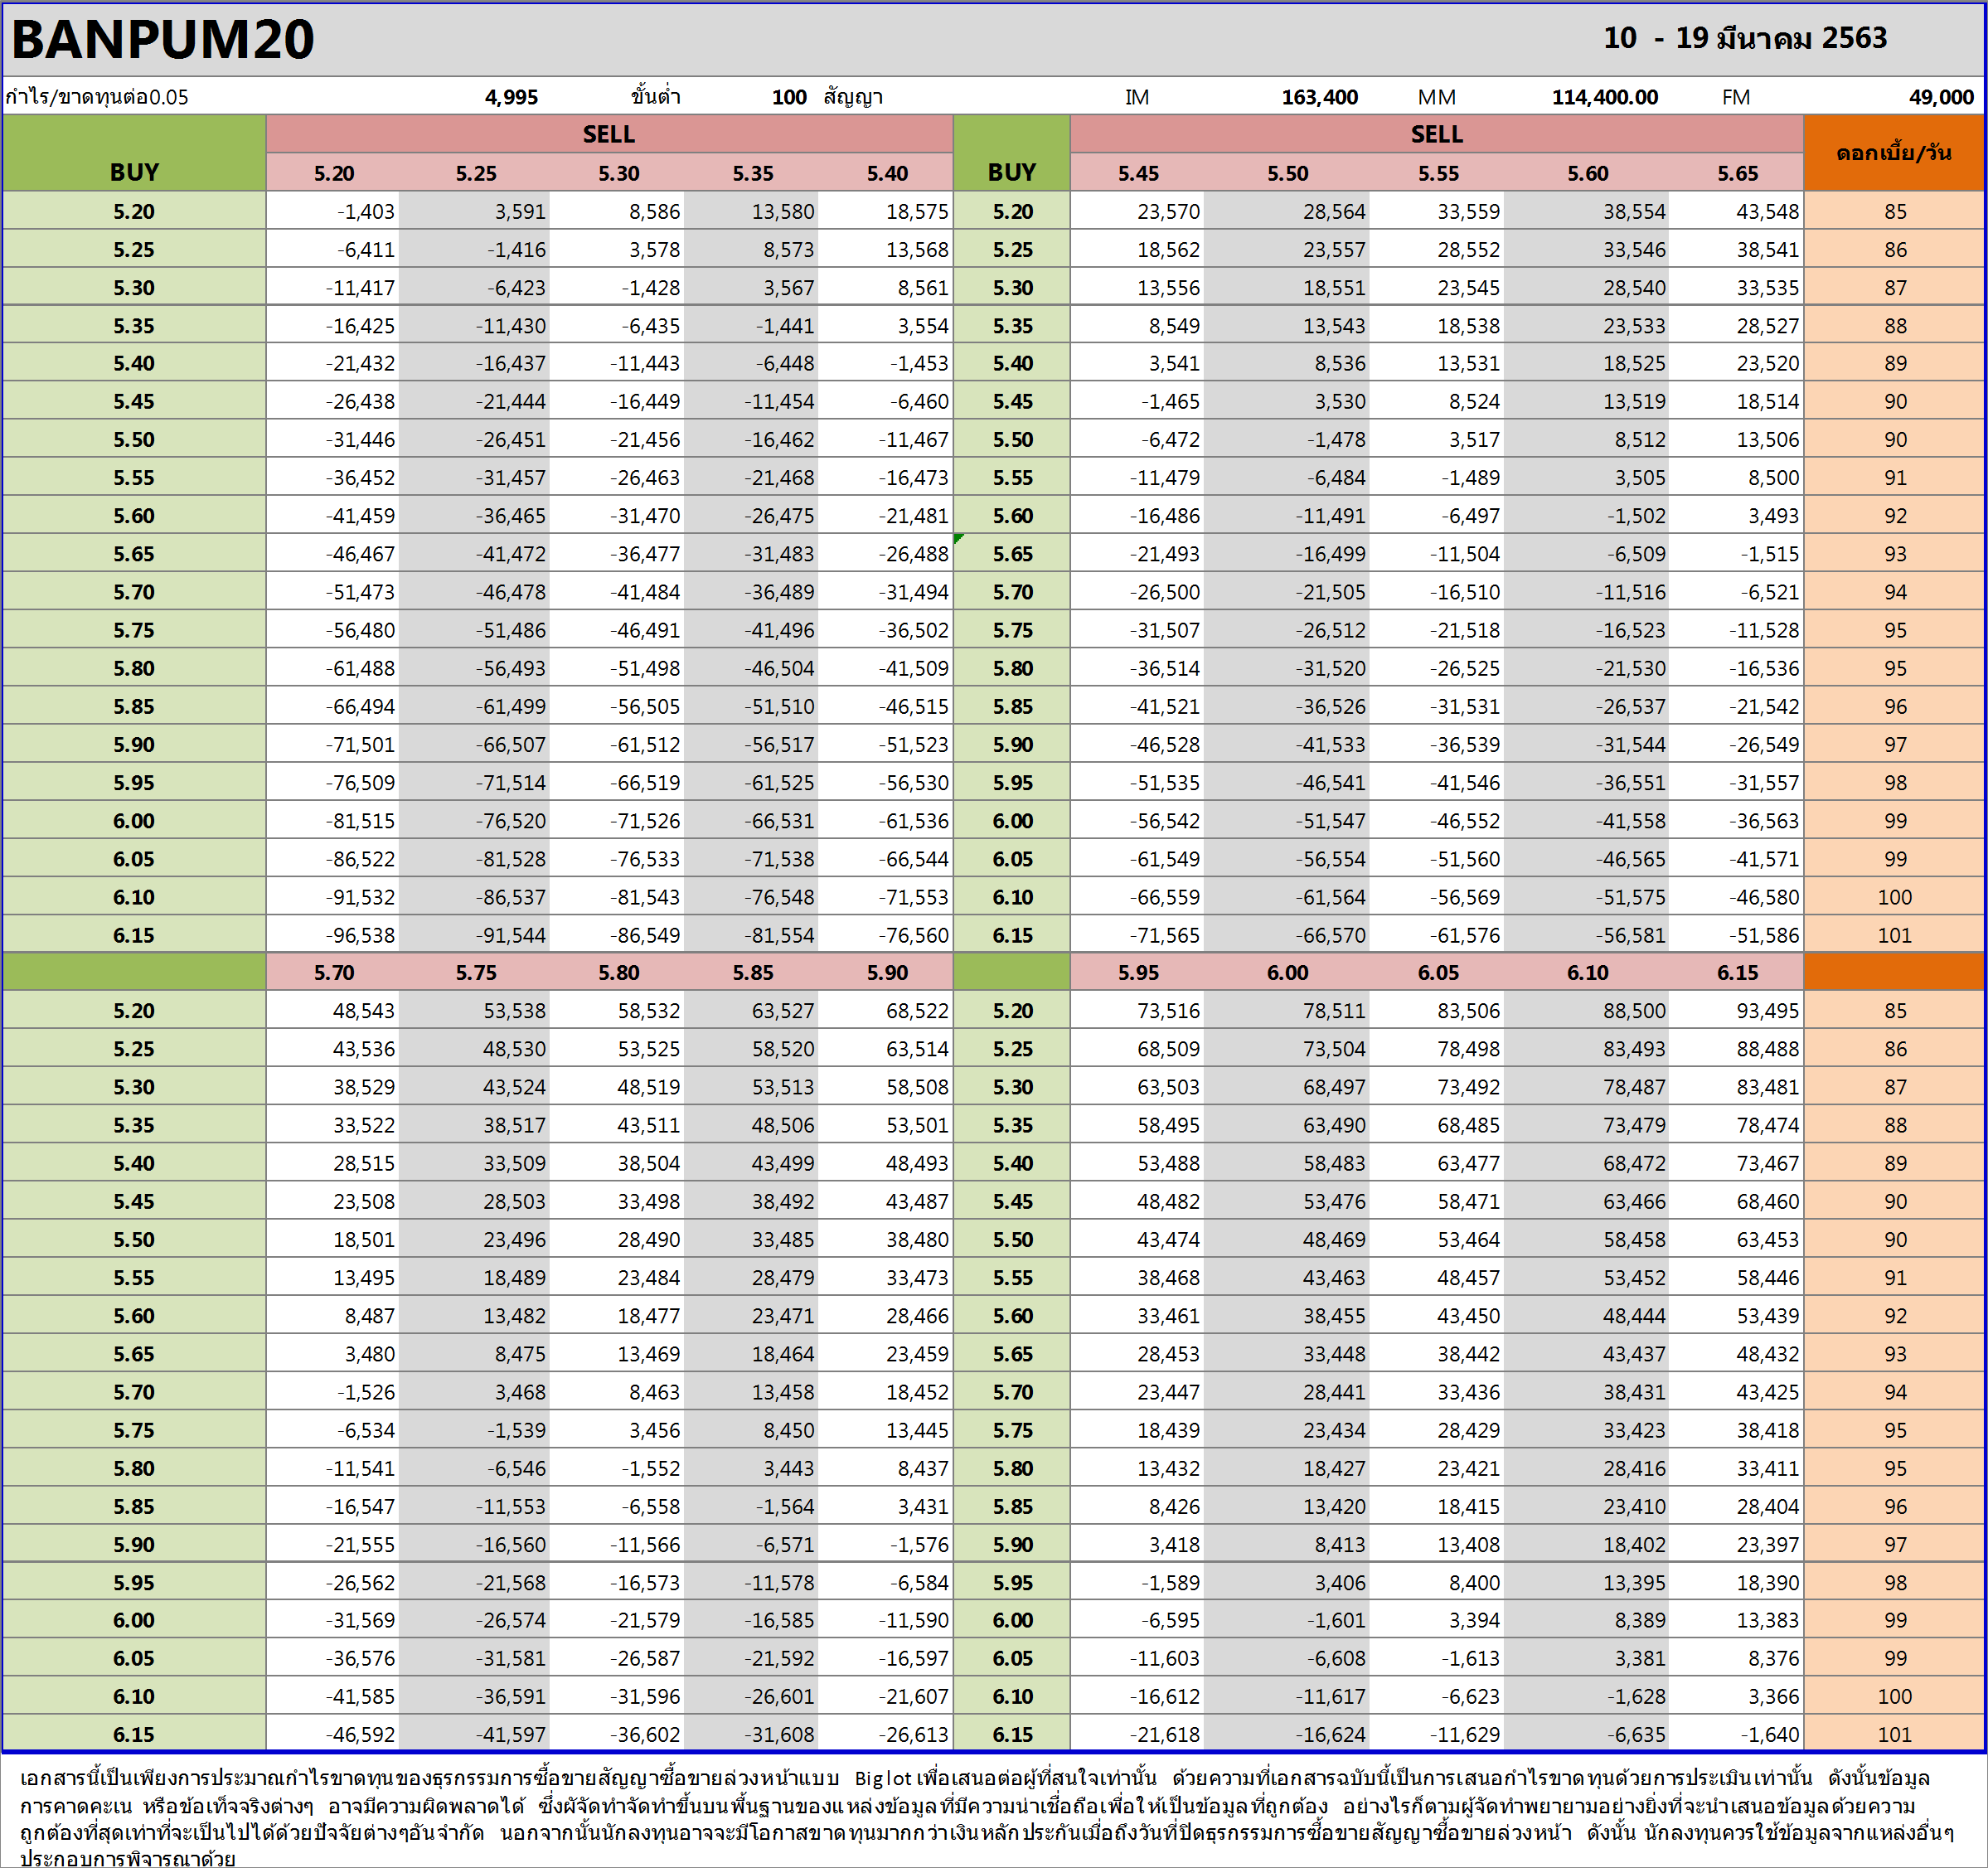 BANPUM20 10 - 19 มีนาคม 2563
กำไร/ขาดทุนต่อ0.05 4,995 ขั้นต่ำ 100 สัญญา IM 163,400 MM 114,400.00 FM 49,000
SELL SELL
BUY 5.20 5.25 5.30 5.35 5.40 BUY 5.45 5.50 5.55 5.60 5.65 ดอกเบี้ย/วัน
5.20 -1,403 3,591 8,586 13,580 18,575 5.20 23,570 28,564 33,559 38,554 43,548 85
5.25 -6,411 -1,416 3,578 8,573 13,568 5.25 18,562 23,557 28,552 33,546 38,541 86
5.30 -11,417 -6,423 -1,428 3,567 8,561 5.30 13,556 18,551 23,545 28,540 33,535 87
5.35 -16,425 -11,430 -6,435 -1,441 3,554 5.35 8,549 13,543 18,538 23,533 28,527 88
5.40 -21,432 -16,437 -11,443 -6,448 -1,453 5.40 3,541 8,536 13,531 18,525 23,520 89
5.45 -26,438 -21,444 -16,449 -11,454 -6,460 5.45 -1,465 3,530 8,524 13,519 18,514 90
5.50 -31,446 -26,451 -21,456 -16,462 -11,467 5.50 -6,472 -1,478 3,517 8,512 13,506 90
5.55 -36,452 -31,457 -26,463 -21,468 -16,473 5.55 -11,479 -6,484 -1,489 3,505 8,500 91
5.60 -41,459 -36,465 -31,470 -26,475 -21,481 5.60 -16,486 -11,491 -6,497 -1,502 3,493 92
5.65 -46,467 -41,472 -36,477 -31,483 -26,488 5.65 -21,493 -16,499 -11,504 -6,509 -1,515 93
5.70 -51,473 -46,478 -41,484 -36,489 -31,494 5.70 -26,500 -21,505 -16,510 -11,516 -6,521 94
5.75 -56,480 -51,486 -46,491 -41,496 -36,502 5.75 -31,507 -26,512 -21,518 -16,523 -11,528 95
5.80 -61,488 -56,493 -51,498 -46,504 -41,509 5.80 -36,514 -31,520 -26,525 -21,530 -16,536 95
5.85 -66,494 -61,499 -56,505 -51,510 -46,515 5.85 -41,521 -36,526 -31,531 -26,537 -21,542 96
5.90 -71,501 -66,507 -61,512 -56,517 -51,523 5.90 -46,528 -41,533 -36,539 -31,544 -26,549 97
5.95 -76,509 -71,514 -66,519 -61,525 -56,530 5.95 -51,535 -46,541 -41,546 -36,551 -31,557 98
6.00 -81,515 -76,520 -71,526 -66,531 -61,536 6.00 -56,542 -51,547 -46,552 -41,558 -36,563 99
6.05 -86,522 -81,528 -76,533 -71,538 -66,544 6.05 -61,549 -56,554 -51,560 -46,565 -41,571 99
6.10 -91,532 -86,537 -81,543 -76,548 -71,553 6.10 -66,559 -61,564 -56,569 -51,575 -46,580 100
6.15 -96,538 -91,544 -86,549 -81,554 -76,560 6.15 -71,565 -66,570 -61,576 -56,581 -51,586 101
5.70 5.75 5.80 5.85 5.90 5.95 6.00 6.05 6.10 6.15
5.20 48,543 53,538 58,532 63,527 68,522 5.20 73,516 78,511 83,506 88,500 93,495 85
5.25 43,536 48,530 53,525 58,520 63,514 5.25 68,509 73,504 78,498 83,493 88,488 86
5.30 38,529 43,524 48,519 53,513 58,508 5.30 63,503 68,497 73,492 78,487 83,481 87
5.35 33,522 38,517 43,511 48,506 53,501 5.35 58,495 63,490 68,485 73,479 78,474 88
5.40 28,515 33,509 38,504 43,499 48,493 5.40 53,488 58,483 63,477 68,472 73,467 89
5.45 23,508 28,503 33,498 38,492 43,487 5.45 48,482 53,476 58,471 63,466 68,460 90
5.50 18,501 23,496 28,490 33,485 38,480 5.50 43,474 48,469 53,464 58,458 63,453 90
5.55 13,495 18,489 23,484 28,479 33,473 5.55 38,468 43,463 48,457 53,452 58,446 91
5.60 8,487 13,482 18,477 23,471 28,466 5.60 33,461 38,455 43,450 48,444 53,439 92
5.65 3,480 8,475 13,469 18,464 23,459 5.65 28,453 33,448 38,442 43,437 48,432 93
5.70 -1,526 3,468 8,463 13,458 18,452 5.70 23,447 28,441 33,436 38,431 43,425 94
5.75 -6,534 -1,539 3,456 8,450 13,445 5.75 18,439 23,434 28,429 33,423 38,418 95
5.80 -11,541 -6,546 -1,552 3,443 8,437 5.80 13,432 18,427 23,421 28,416 33,411 95
5.85 -16,547 -11,553 -6,558 -1,564 3,431 5.85 8,426 13,420 18,415 23,410 28,404 96
5.90 -21,555 -16,560 -11,566 -6,571 -1,576 5.90 3,418 8,413 13,408 18,402 23,397 97
5.95 -26,562 -21,568 -16,573 -11,578 -6,584 5.95 -1,589 3,406 8,400 13,395 18,390 98
6.00 -31,569 -26,574 -21,579 -16,585 -11,590 6.00 -6,595 -1,601 3,394 8,389 13,383 99
6.05 -36,576 -31,581 -26,587 -21,592 -16,597 6.05 -11,603 -6,608 -1,613 3,381 8,376 99
6.10 -41,585 -36,591 -31,596 -26,601 -21,607 6.10 -16,612 -11,617 -6,623 -1,628 3,366 100
6.15 -46,592 -41,597 -36,602 -31,608 -26,613 6.15 -21,618 -16,624 -11,629 -6,635 -1,640 101
เอกสารนี้เป็นเพียงการประมาณกำไรขาดทุนของธุรกรรมการซื้อขายสัญญาซื้อขายล่วงหน้าแบบ Big lot เพื่อเสนอต่อผู้ที่สนใจเท่านั้น ด้วยความที่เอกสารฉบับนี้เป็นการเสนอกำไรขาดทุนด้วยการประเมินเท่านั้น ดังนั้นข้อมูล
การคาดคะเน หรือข้อเท็จจริงต่างๆ อาจมีความผิดพลาดได้ ซึ่งผัจัดทำจัดทำขึ้นบนพื้นฐานของแหล่งข้อมูลที่มีความน่าเชื่อถือเพื่อให้เป็นข้อมูลที่ถูกต้อง อย่างไรก็ตามผู้จัดทำพยายามอย่างยิ่งที่จะนำเสนอข้อมูลด้วยความ
ถูกต้องที่สุดเท่าที่จะเป็นไปได้ด้วยปัจจัยต่างๆอันจำกัด นอกจากนั้นนักลงทุนอาจจะมีโอกาสขาดทุนมากกว่าเงินหลักประกันเมื่อถึงวันที่ปิดธุรกรรมการซื้อขายสัญญาซื้อขายล่วงหน้า ดังนั้น นักลงทุนควรใช้ข้อมูลจากแหล่งอื่นๆ
ประกอบการพิจารณาด้วย